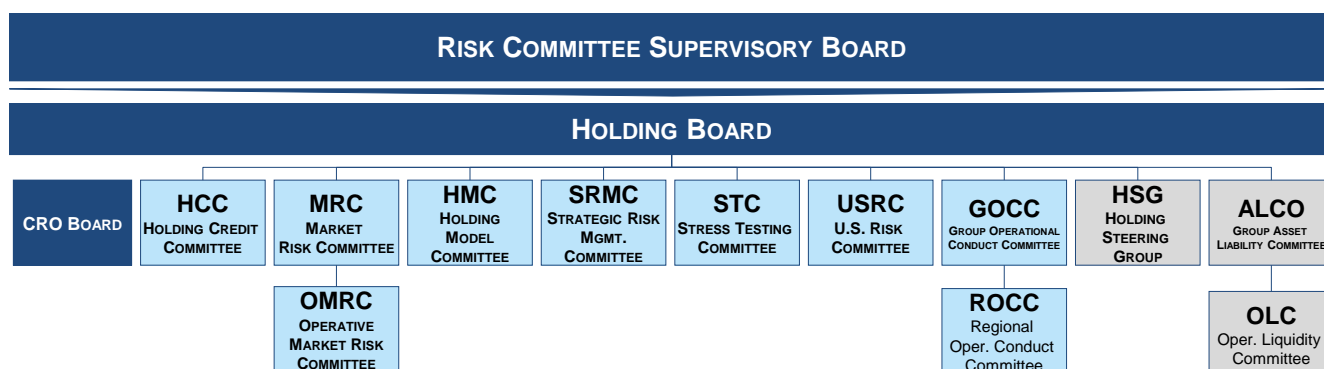 RISK COMMITTEE SUPERVISORY BOARD
HOLDING BOARD
CRO BOARD
HCC
HOLDING CREDIT
COMMITTEE
MRC
MARKET
RISK COMMITTEE
HMC
HOLDING
MODEL
COMMITTEE
SRMC
STRATEGIC RISK
MGMT.
COMMITTEE
STC
STRESS TESTING
COMMITTEE
USRC
U.S. RISK
COMMITTEE
GOCC
GROUP OPERATIONAL
CONDUCT COMMITTEE
HSG
HOLDING
STEERING
GROUP
ALCO
GROUP ASSET
LIABILITY COMMITTEE
OMRC
OPERATIVE
MARKET RISK
COMMITTEE
ROCC
Regional
Oper. Conduct
Committee
OLC
Oper. Liquidity
Committee